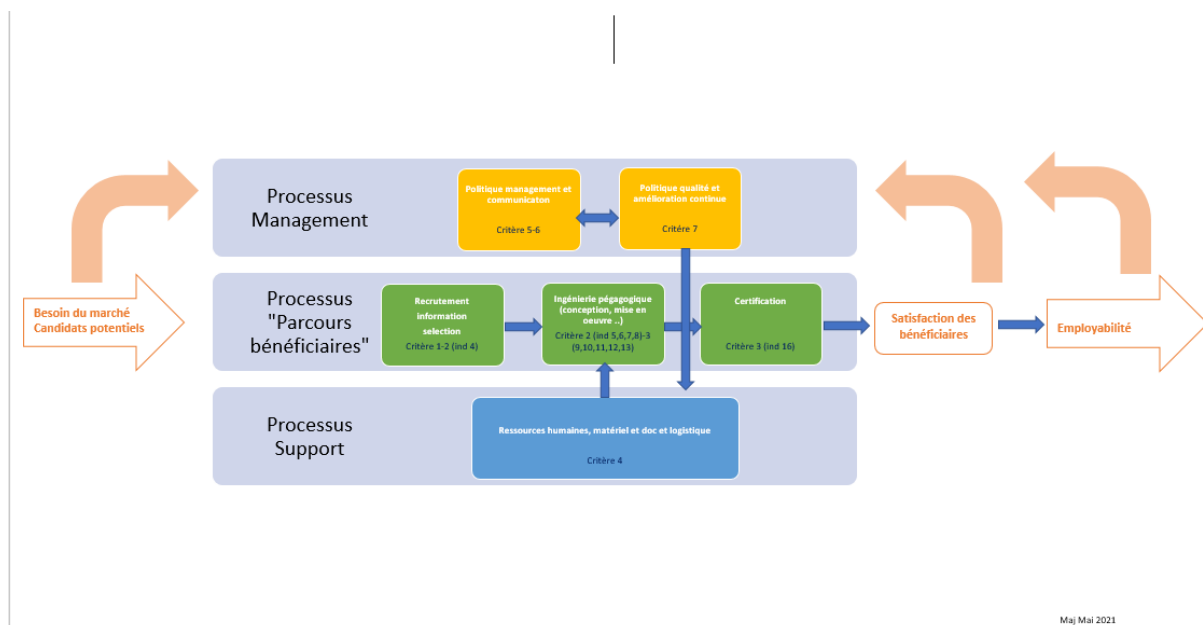 Processus
Management
Politique management et
communicaton
Critère 5-6
Politique qualité et
amélioration continue
Critére 7
Besoin du marché
Candidats potentiels
Processus
"Parcours
bénéficiaires"
Recrutement
information
selection
Critère 1-2 (ind 4)
Ingénierie pégagogique
(conception, mise en
oeuvre ..)
Critère 2 (ind 5,6,7,8)-3
(9,10,11,12,13)
Certification
Critère 3 (ind 16)
Satisfaction des
bénéficiaires
Employabilité
Processus
Support
Ressources humaines, matériel et doc et logistique
Critère 4
Maj Mai 2021